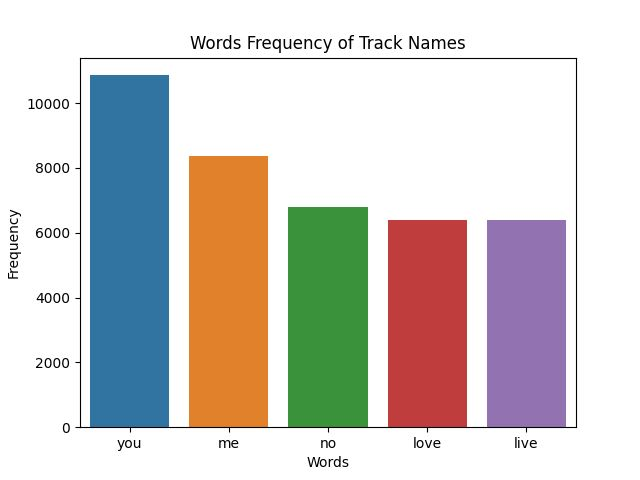 Words Frequency of Track Names
10000
8000
6000
4000
2000
0
Frequency
you me no love live
Words